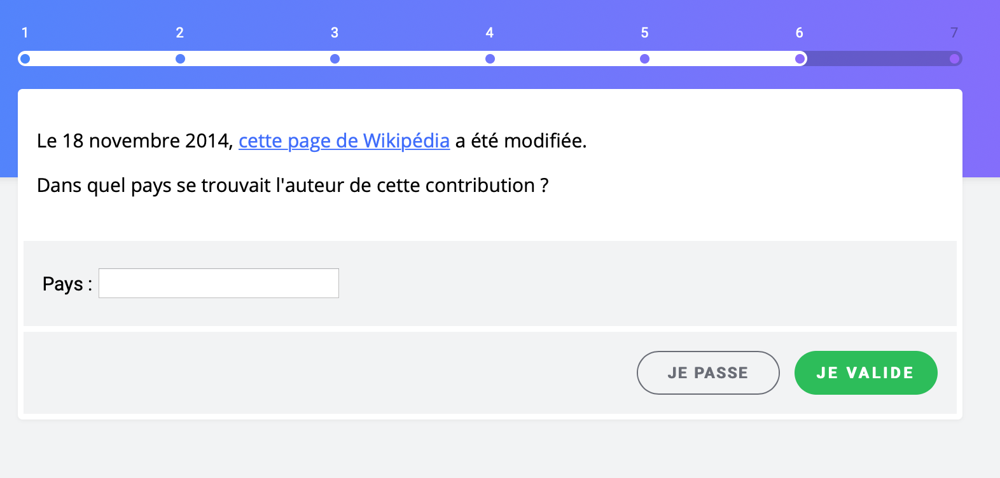 1 2 3 4 5 6 7
Le 18 novembre 2014, cette page de Wikipédia a été modifiée.
Dans quel pays se trouvait l'auteur de cette contribution ?
Pays :
JE PASSE JE VALIDE